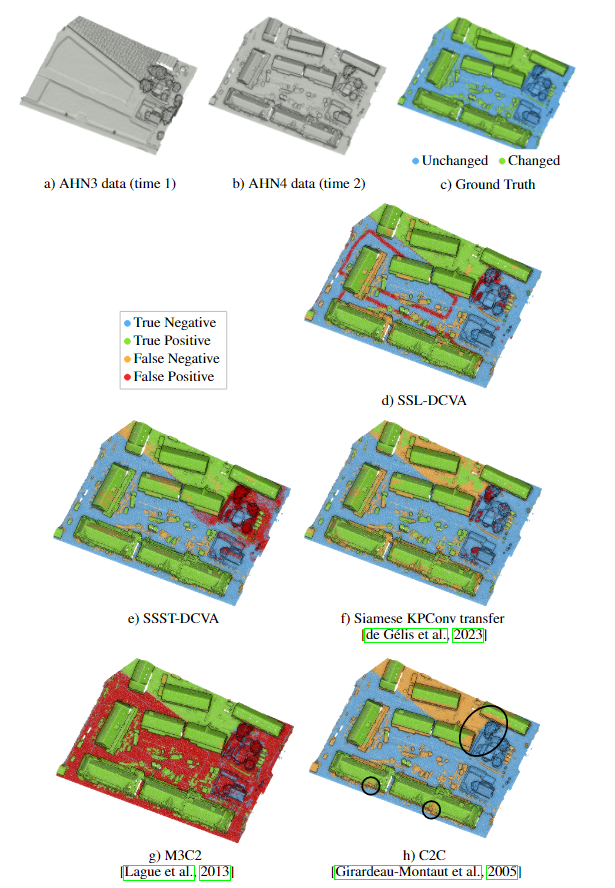 a) AHN3 data (time 1)
b) AHN4 data (time 2)
Unchanged
Changed
c) Ground Truth
True Negative
True Positive
False Negative
False Positive
d) SSL-DCVA
e) SSST-DCVA
f) Siamese KPConv transfer
[de Gélis et al., 2023]
g) M3C2
[Lague et al., 2013]
h) C2C
[Girardeau-Montaut et al., 2005]